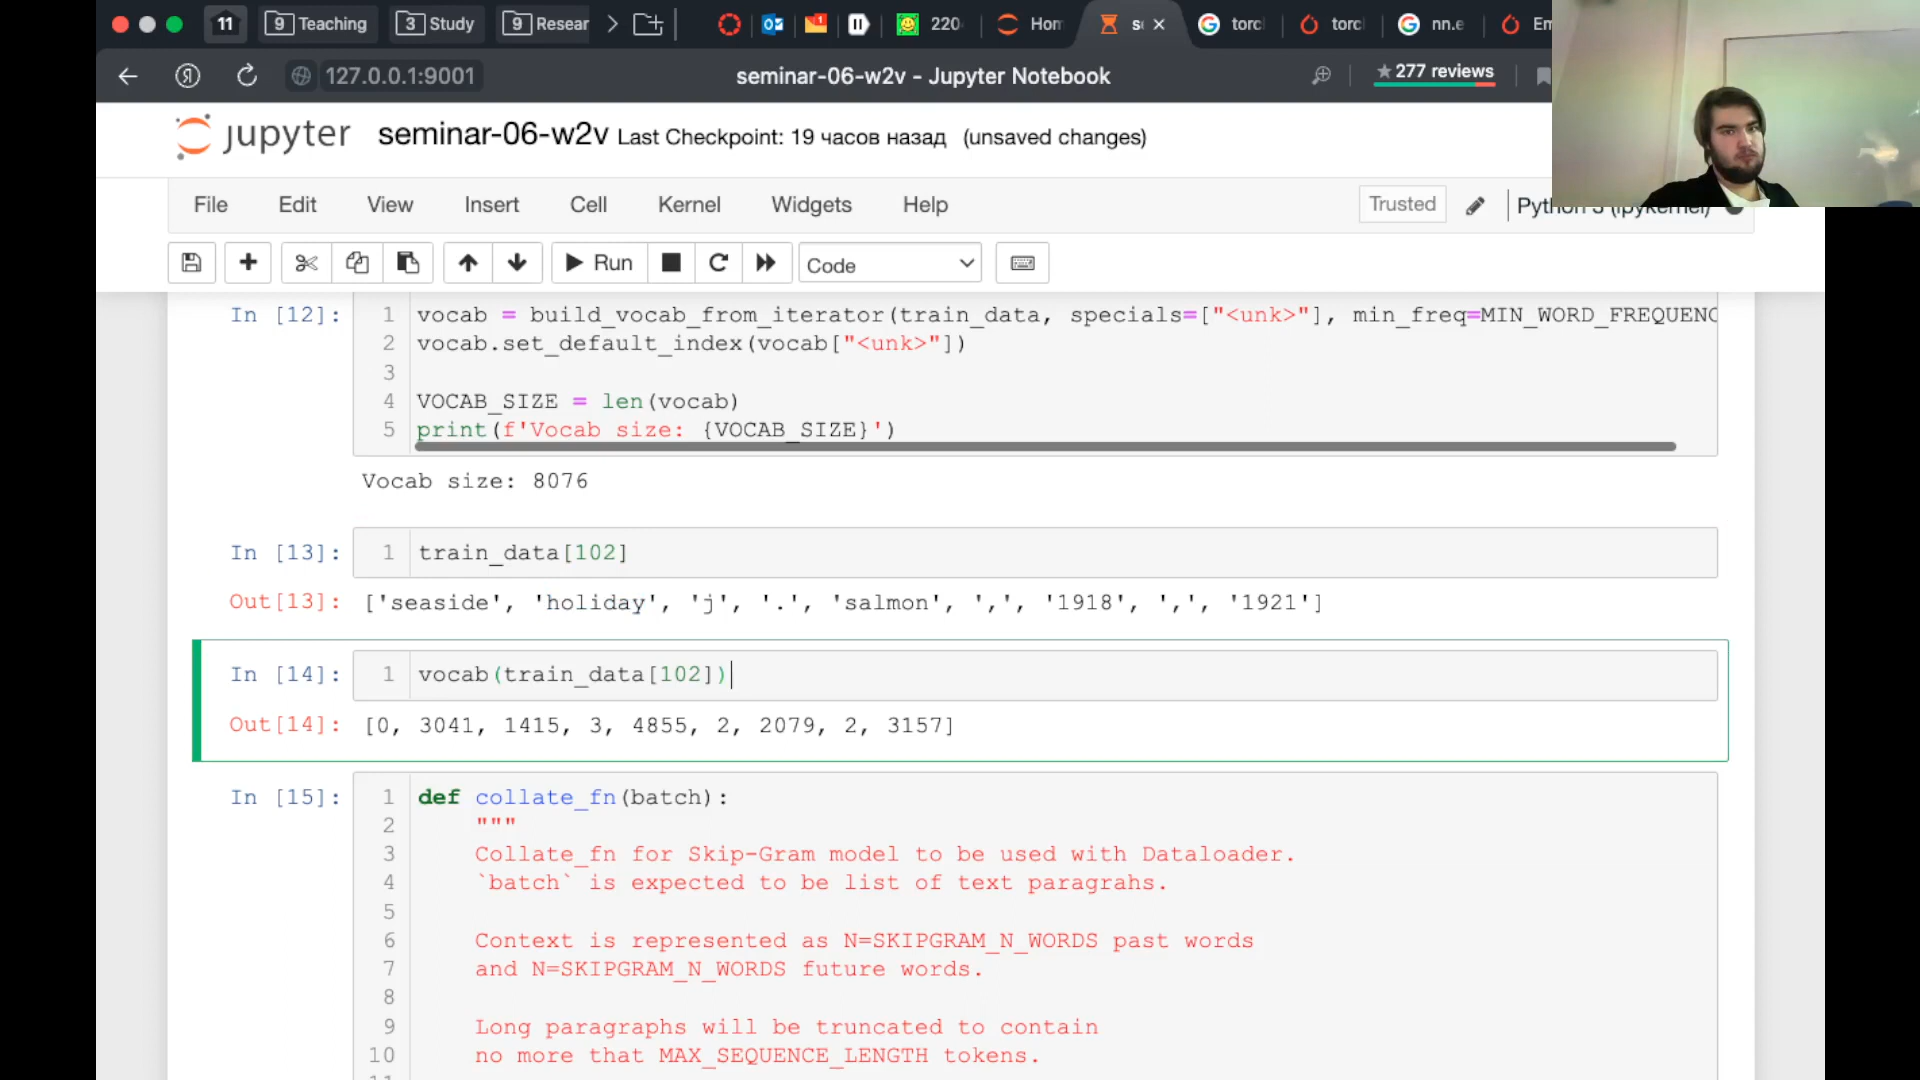 11
9 Teaching
3 Study
9 Resear
220
Hom
torc
torc
nn.e
Em
127.0.0.1:9001
seminar-06-w2v - Jupyter Notebook
★277 reviews
jupyter seminar-06-w2v Last Checkpoint: 19 часов назад (unsaved changes)
File Edit View Insert Cell Kernel Widgets Help
Trusted
Python 3 (ipykernel)
Run
Code
In [12]:
1 vocab = build_vocab_from_iterator(train_data, specials=["<unk>"], min_freq=MIN_WORD_FREQUENC
2 vocab.set_default_index(vocab["<unk>"])
3
4 VOCAB_SIZE = len(vocab)
5 print(f'Vocab size: {VOCAB_SIZE}')
Vocab size: 8076
In [13]: 1 train_data[102]
Out[13]: ['seaside', 'holiday', 'j', '.', 'salmon', ',', '1918', ',', '1921']
In [14]: 1 vocab(train_data[102])
Out[14]: [0, 3041, 1415, 3, 4855, 2, 2079, 2, 3157]
In [15]: 1 def collate_fn(batch):
2 """
3 Collate_fn for Skip-Gram model to be used with Dataloader.
4 `batch` is expected to be list of text paragrahs.
5
6 Context is represented as N=SKIPGRAM_N_WORDS past words
7 and N=SKIPGRAM_N_WORDS future words.
8
9 Long paragraphs will be truncated to contain
10 no more that MAX_SEQUENCE_LENGTH tokens.